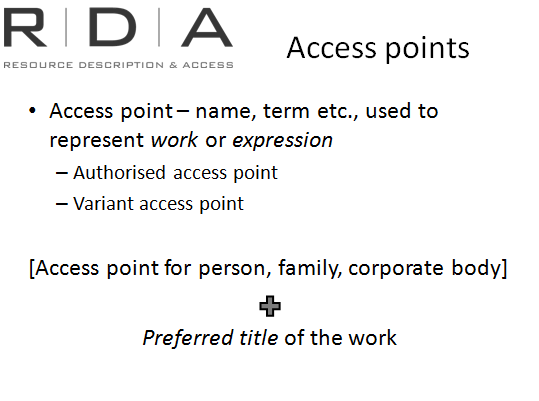 R | D | A
RESOURCE DESCRIPTION & ACCESS
Access points
• Access point – name, term etc., used to
represent work or expression
– Authorised access point
– Variant access point
[Access point for person, family, corporate body]
Preferred title of the work